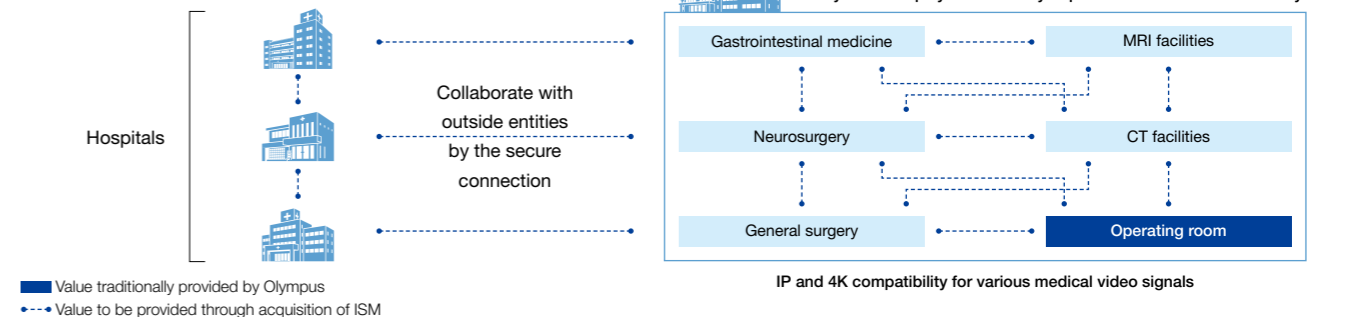 Gastrointestinal medicine
MRI facilities
Collaborate with
outside entities
by the secure
connection
Hospitals
Neurosurgery
CT facilities
General surgery
Operating room
IP and 4K compatibility for various medical video signals
Value traditionally provided by Olympus
Value to be provided through acquisition of ISM